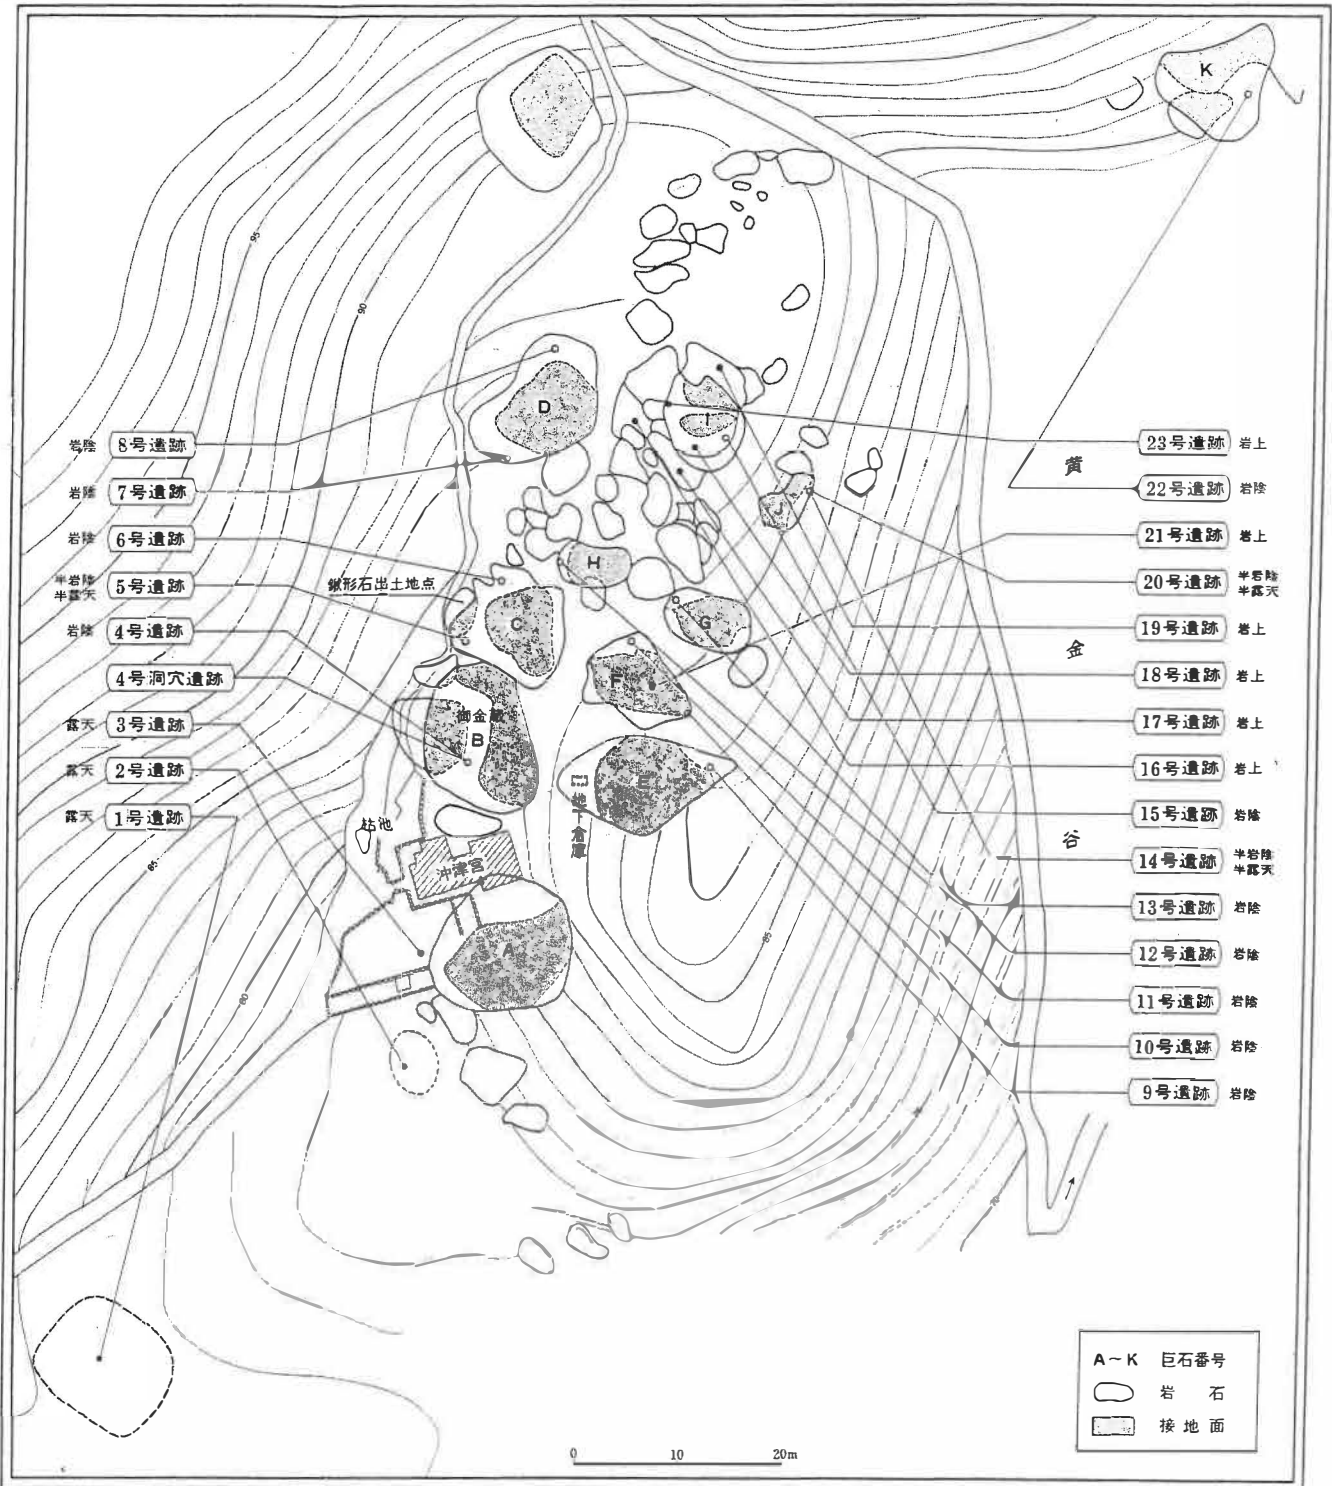 K
95
90
D
I
J
H
C
G
F
御金蔵
B
E
地下倉庫
枯池
沖津宮
A
鍬形石出土地点
85
80
85
岩陰 8号遺跡
岩陰 7号遺跡
岩陰 6号遺跡
半岩陰
半露天 5号遺跡
岩陰 4号遺跡
4号洞穴遺跡
露天 3号遺跡
露天 2号遺跡
露天 1号遺跡
黄金谷
23号遺跡 岩上
22号遺跡 岩陰
21号遺跡 岩上
20号遺跡 半岩陰
半露天
19号遺跡 岩上
18号遺跡 岩上
17号遺跡 岩上
16号遺跡 岩上
15号遺跡 岩陰
14号遺跡 半岩陰
半露天
13号遺跡 岩陰
12号遺跡 岩陰
11号遺跡 岩陰
10号遺跡 岩陰
9号遺跡 岩陰
A～K 巨石番号
岩石
接地面
0 10 20m